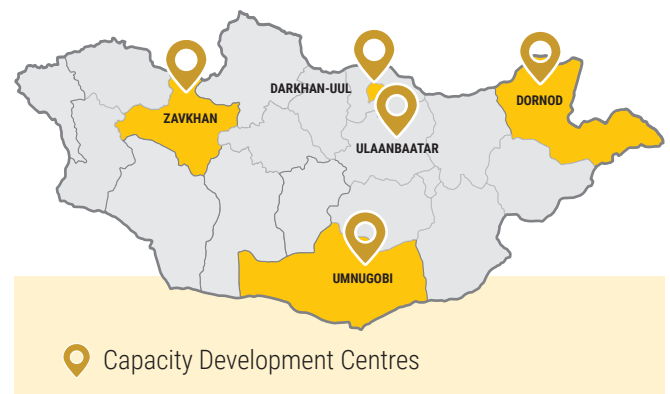 DARKHAN-UUL
DORNOD
ZAVKHAN
ULAANBAATAR
UMNUGOBI
Capacity Development Centres